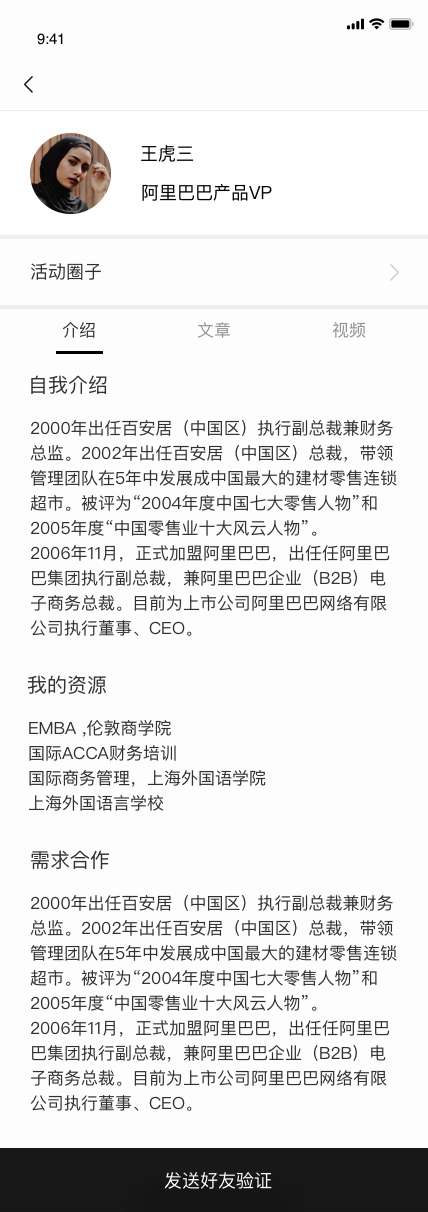 9:41
王虎三
阿里巴巴产品VP
活动圈子
介绍
文章
视频
自我介绍
2000年出任百安居（中国区）执行副总裁兼财务
总监。2002年出任百安居（中国区）总裁，带领
管理团队在5年中发展成中国最大的建材零售连锁
超市。被评为“2004年度中国七大零售人物”和
2005年度“中国零售业十大风云人物”。
2006年11月，正式加盟阿里巴巴，出任任阿里巴
巴集团执行副总裁，兼阿里巴巴企业（B2B）电
子商务总裁。目前为上市公司阿里巴巴网络有限
公司执行董事、CEO。
我的资源
EMBA ,伦敦商学院
国际ACCA财务培训
国际商务管理，上海外国语学院
上海外国语言学校
需求合作
2000年出任百安居（中国区）执行副总裁兼财务
总监。2002年出任百安居（中国区）总裁，带领
管理团队在5年中发展成中国最大的建材零售连锁
超市。被评为“2004年度中国七大零售人物”和
2005年度“中国零售业十大风云人物”。
2006年11月，正式加盟阿里巴巴，出任任阿里巴
巴集团执行副总裁，兼阿里巴巴企业（B2B）电
子商务总裁。目前为上市公司阿里巴巴网络有限
公司执行董事、CEO。
发送好友验证